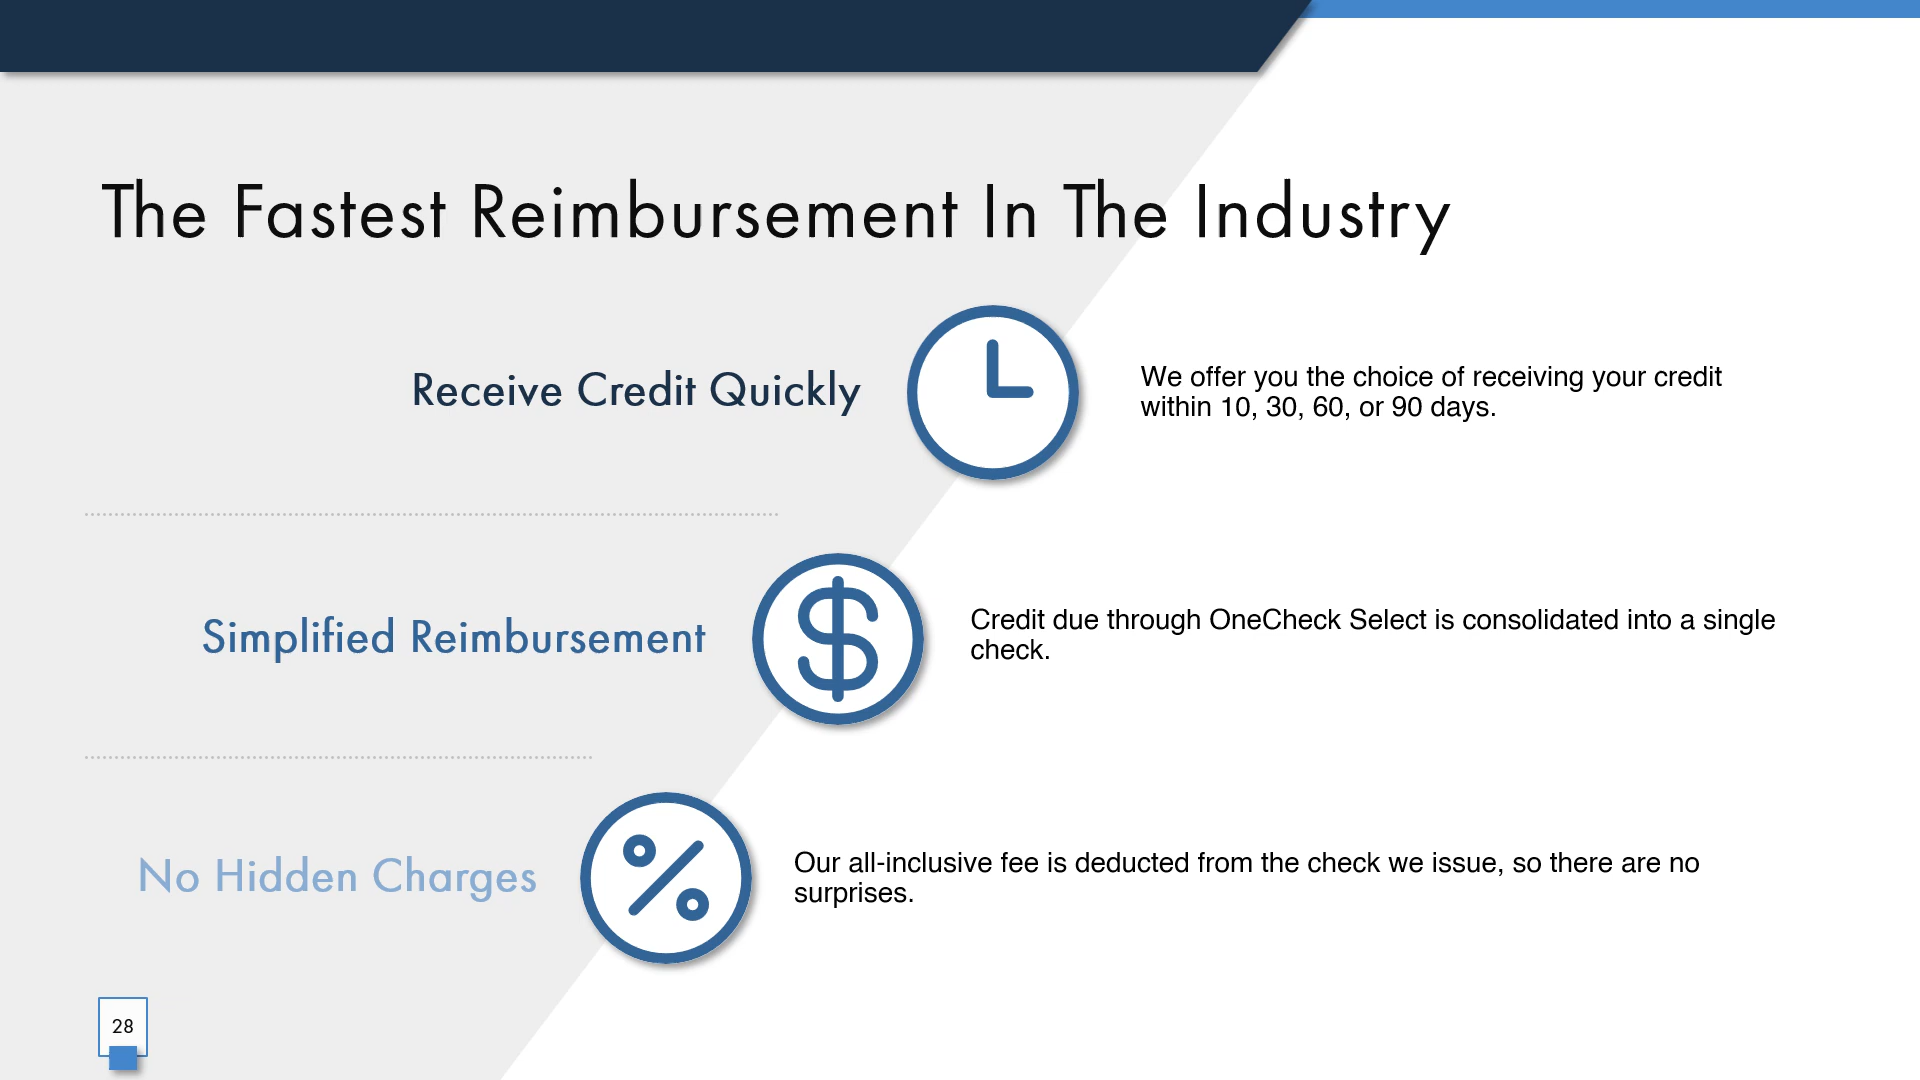 The Fastest Reimbursement In The Industry
Receive Credit Quickly
We offer you the choice of receiving your credit
within 10, 30, 60, or 90 days.
Simplified Reimbursement
$
Credit due through OneCheck Select is consolidated into a single
check.
No Hidden Charges
%
Our all-inclusive fee is deducted from the check we issue, so there are no
surprises.
28